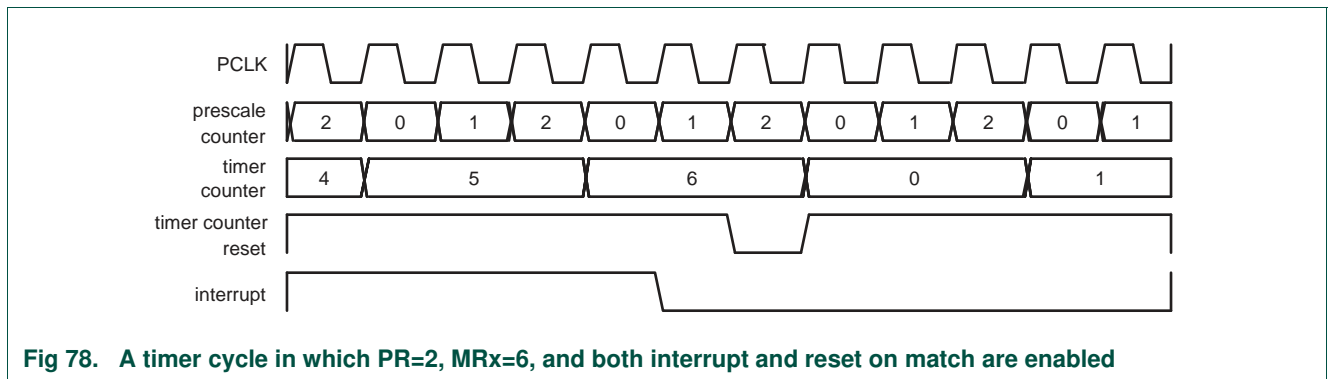 PCLK
prescale
counter
2 0 1 2 0 1 2 0 1 2 0 1
timer
counter
4 5 6 0 1
timer counter
reset
interrupt
Fig 78. A timer cycle in which PR=2, MRx=6, and both interrupt and reset on match are enabled